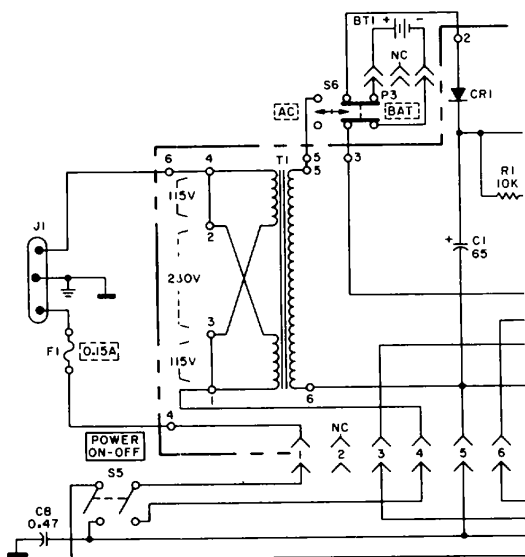 BT1 + -
2
NC
S6
P3
CR1
AC
BAT
6 4 T1 5 3
5
115V
R1
10K
J1
2
230V
+ C1
65
3
F1 0.15A
115V
1
6
4
POWER
ON-OFF
NC
1 2 3 4 5 6
S5
C8
0.47